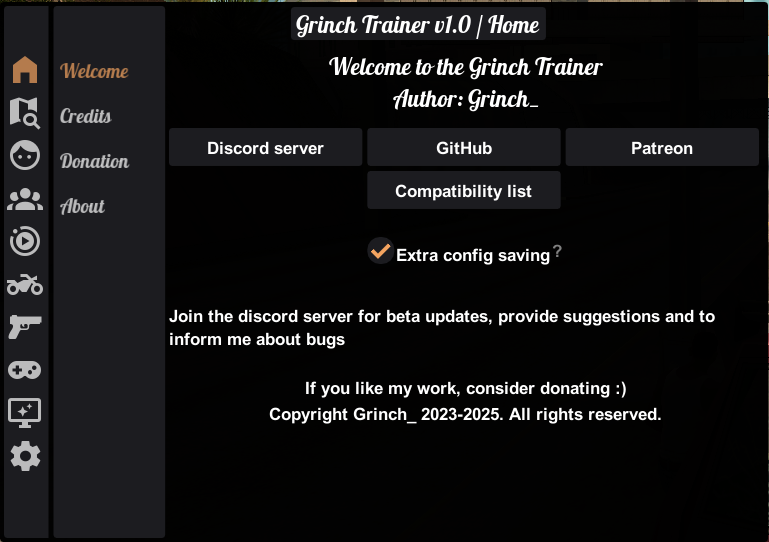 Grinch Trainer v1.0 / Home
Welcome
Credits
Donation
About
Welcome to the Grinch Trainer
Author: Grinch_
Discord server
GitHub
Patreon
Compatibility list
Extra config saving ?
Join the discord server for beta updates, provide suggestions and to
inform me about bugs
If you like my work, consider donating :)
Copyright Grinch_ 2023-2025. All rights reserved.